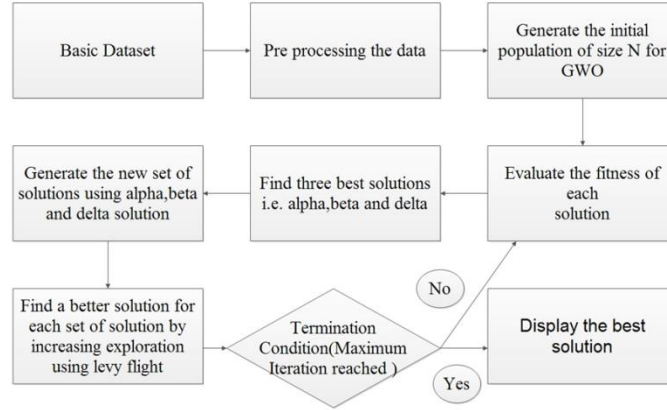 Basic Dataset
Pre processing the data
Generate the initial
population of size N for
GWO
Generate the new set of
solutions using alpha,beta
and delta solution
Find three best solutions
i.e. alpha,beta and delta
Evaluate the fitness of
each
solution
Find a better solution for
each set of solution by
increasing exploration
using levy flight
Termination
Condition(Maximum
Iteration reached )
No
Yes
Display the best
solution